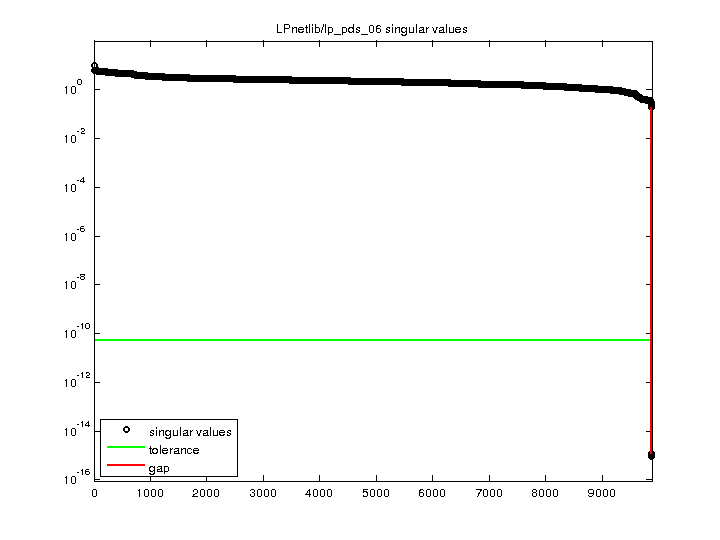 LPnetlib/lp_pds_06 singular values
10^0
10^-2
10^-4
10^-6
10^-8
10^-10
10^-12
10^-14
10^-16
singular values
tolerance
gap
0 1000 2000 3000 4000 5000 6000 7000 8000 9000